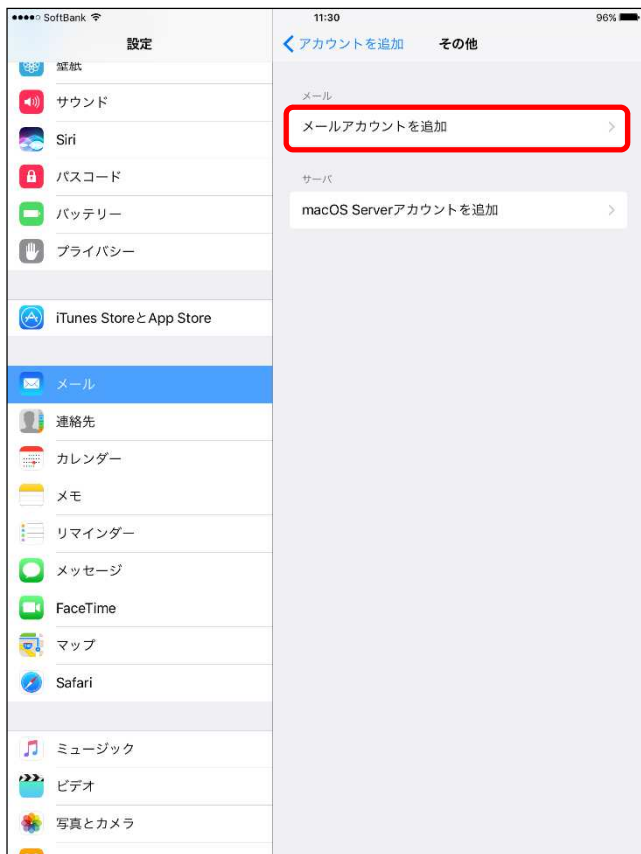 SoftBank 11:30 96%
設定
アカウントを追加 その他
壁紙
サウンド
Siri
パスコード
バッテリー
プライバシー
iTunes StoreとApp Store
メール
連絡先
カレンダー
メモ
リマインダー
メッセージ
FaceTime
マップ
Safari
ミュージック
ビデオ
写真とカメラ
メール
メールアカウントを追加
サーバ
macOS Serverアカウントを追加